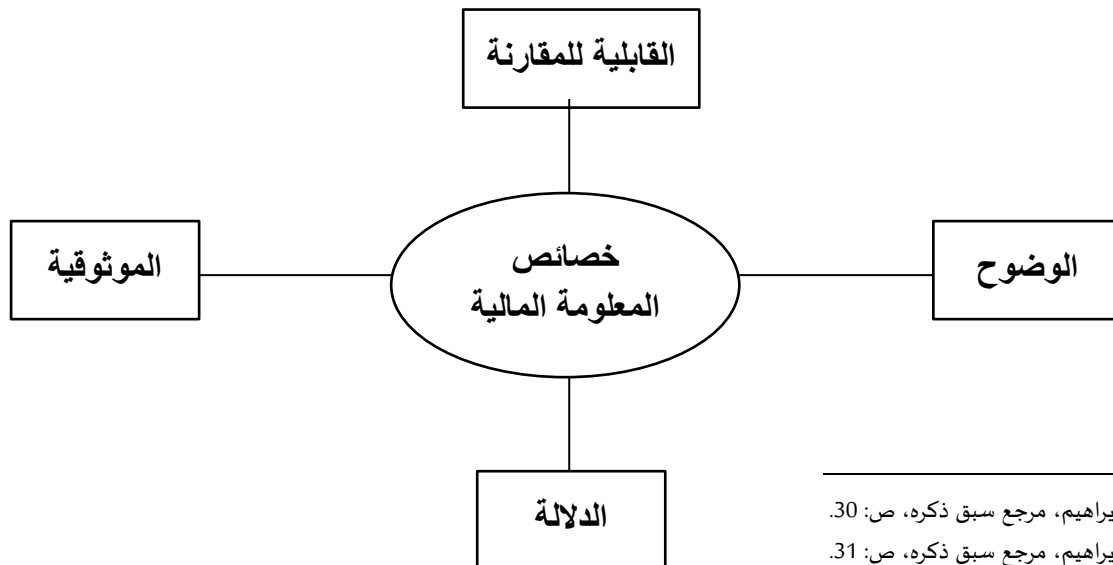 القابلية للمقارنة
الوضوح
خصائص
المعلومة المالية
الموثوقية
الدلالة
براهيم، مرجع سبق ذكره، ص: 30.
براهيم، مرجع سبق ذكره، ص: 31.